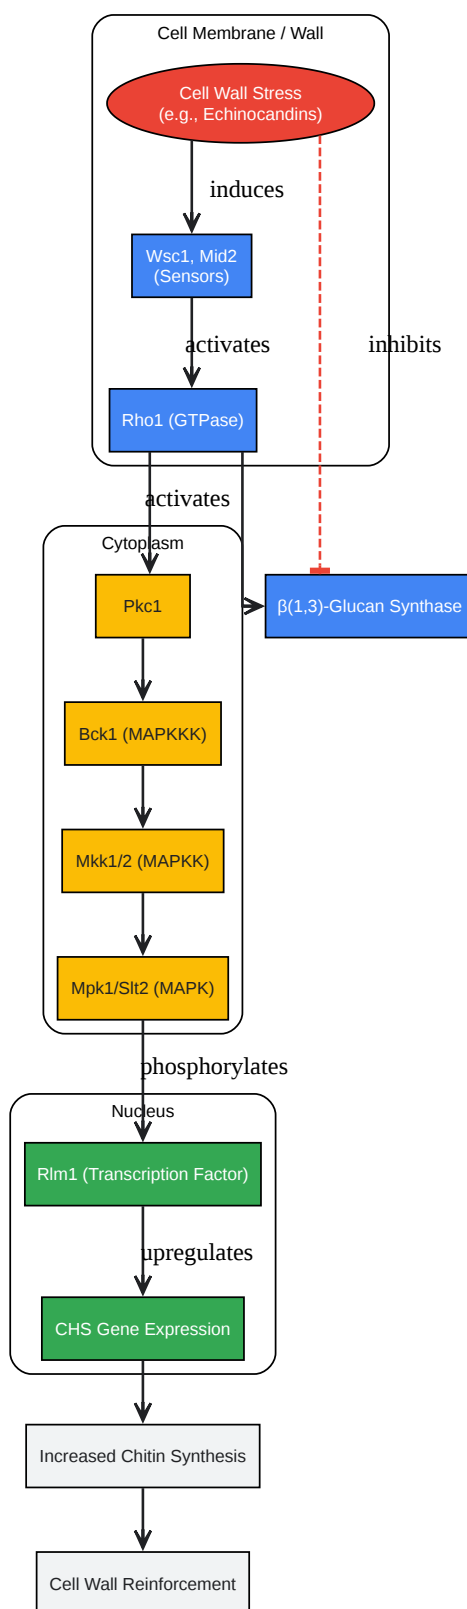 Cell Membrane / Wall
Cell Wall Stress
(e.g., Echinocandins)
induces
Wsc1, Mid2
(Sensors)
activates
inhibits
Rho1 (GTPase)
activates
Cytoplasm
Pkc1
β(1,3)-Glucan Synthase
Bck1 (MAPKKK)
Mkk1/2 (MAPKK)
Mpk1/Slt2 (MAPK)
phosphorylates
Nucleus
Rlm1 (Transcription Factor)
upregulates
CHS Gene Expression
Increased Chitin Synthesis
Cell Wall Reinforcement